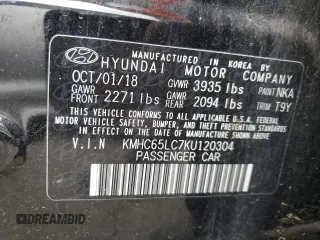 MANUFACTURED IN KOREA BY
HYUNDAI MOTOR COMPANY
OCT/01/18 GVWR 3935 lbs PAINT NKA
GAWR FRONT 2271 lbs GAWR REAR 2094 lbs TRIM T9Y
THIS VEHICLE CONFORMS TO ALL APPLICABLE
U.S. FEDERAL MOTOR VEHICLE
SAFETY, BUMPER, AND THEFT PREVENTION
STANDARDS IN EFFECT ON THE DATE OF
MANUFACTURE SHOWN ABOVE.
V.I.N KMHC65LC7KU120304
PASSENGER CAR
DREAMBID